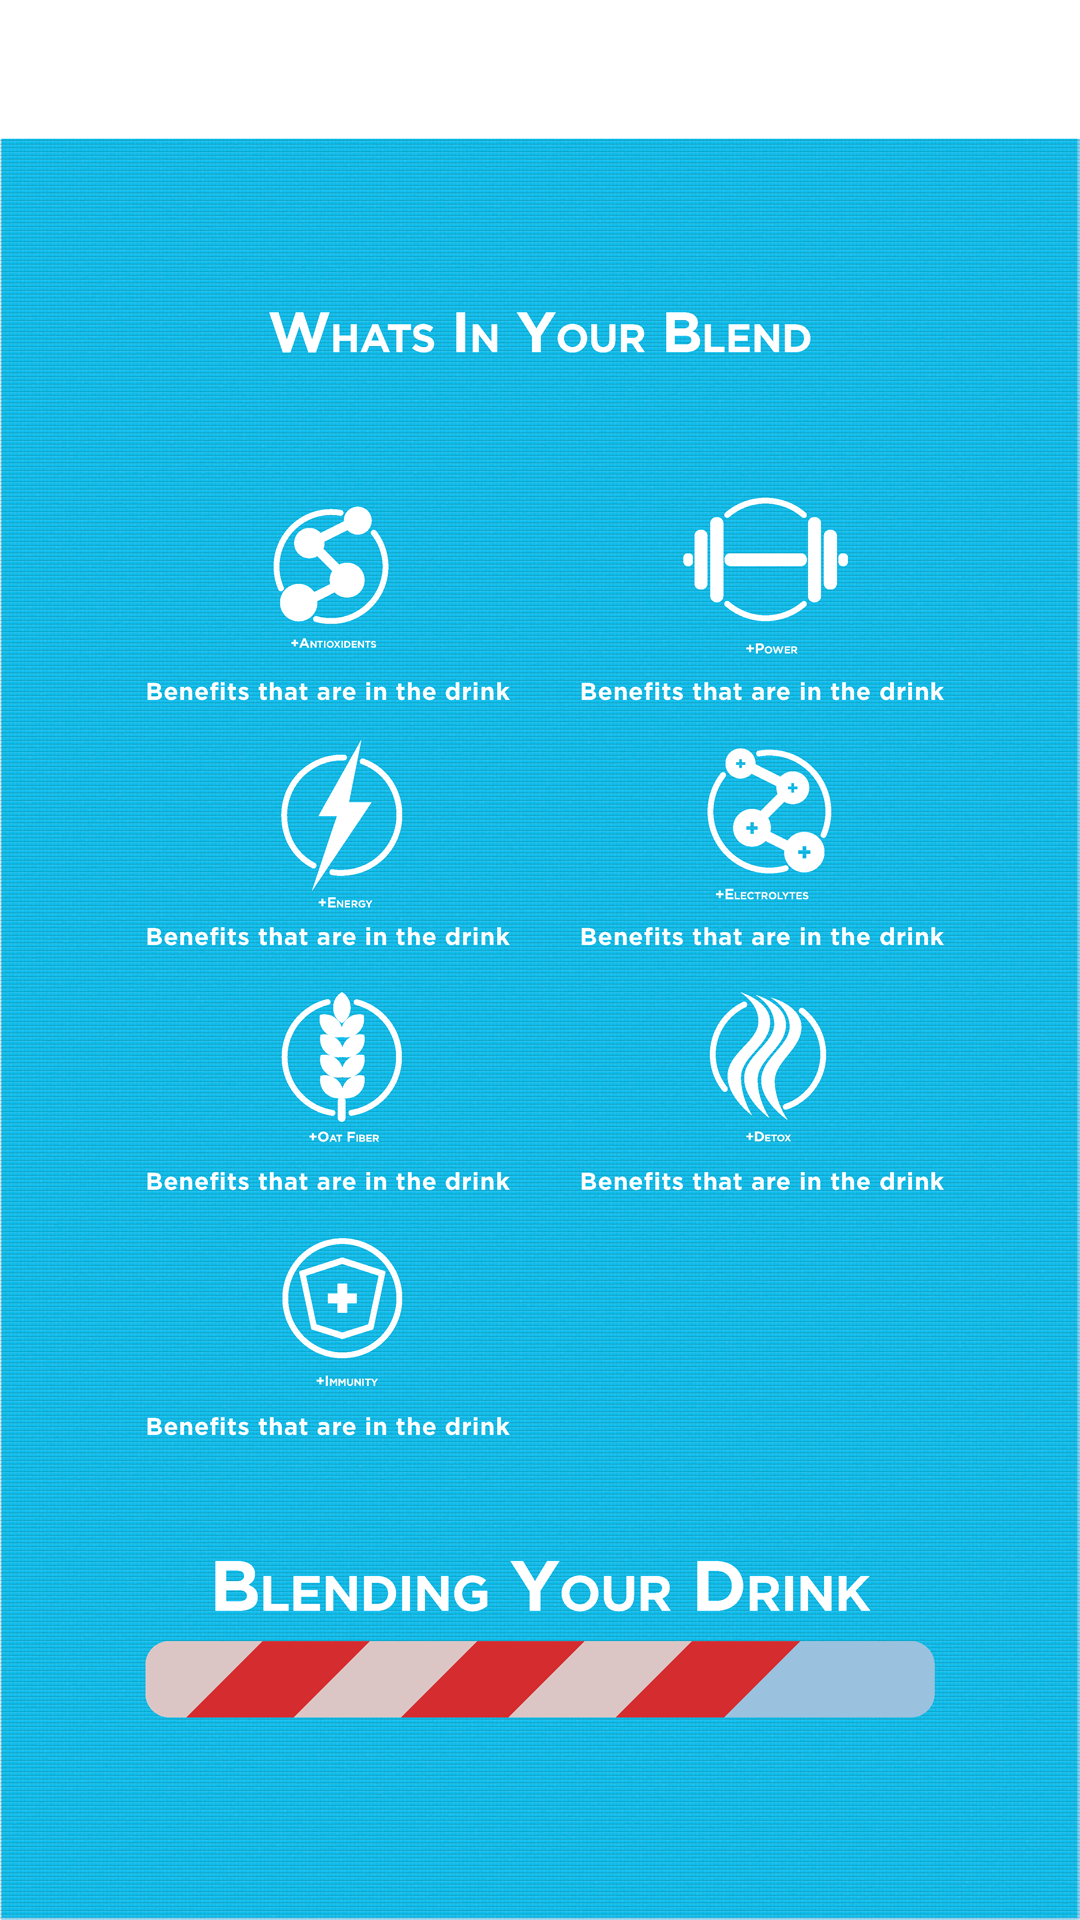 Whats In Your Blend
+Antioxidents
+Power
Benefits that are in the drink
Benefits that are in the drink
+Energy
+Electrolytes
Benefits that are in the drink
Benefits that are in the drink
+Oat Fiber
+Detox
Benefits that are in the drink
Benefits that are in the drink
+Immunity
Benefits that are in the drink
Blending Your Drink